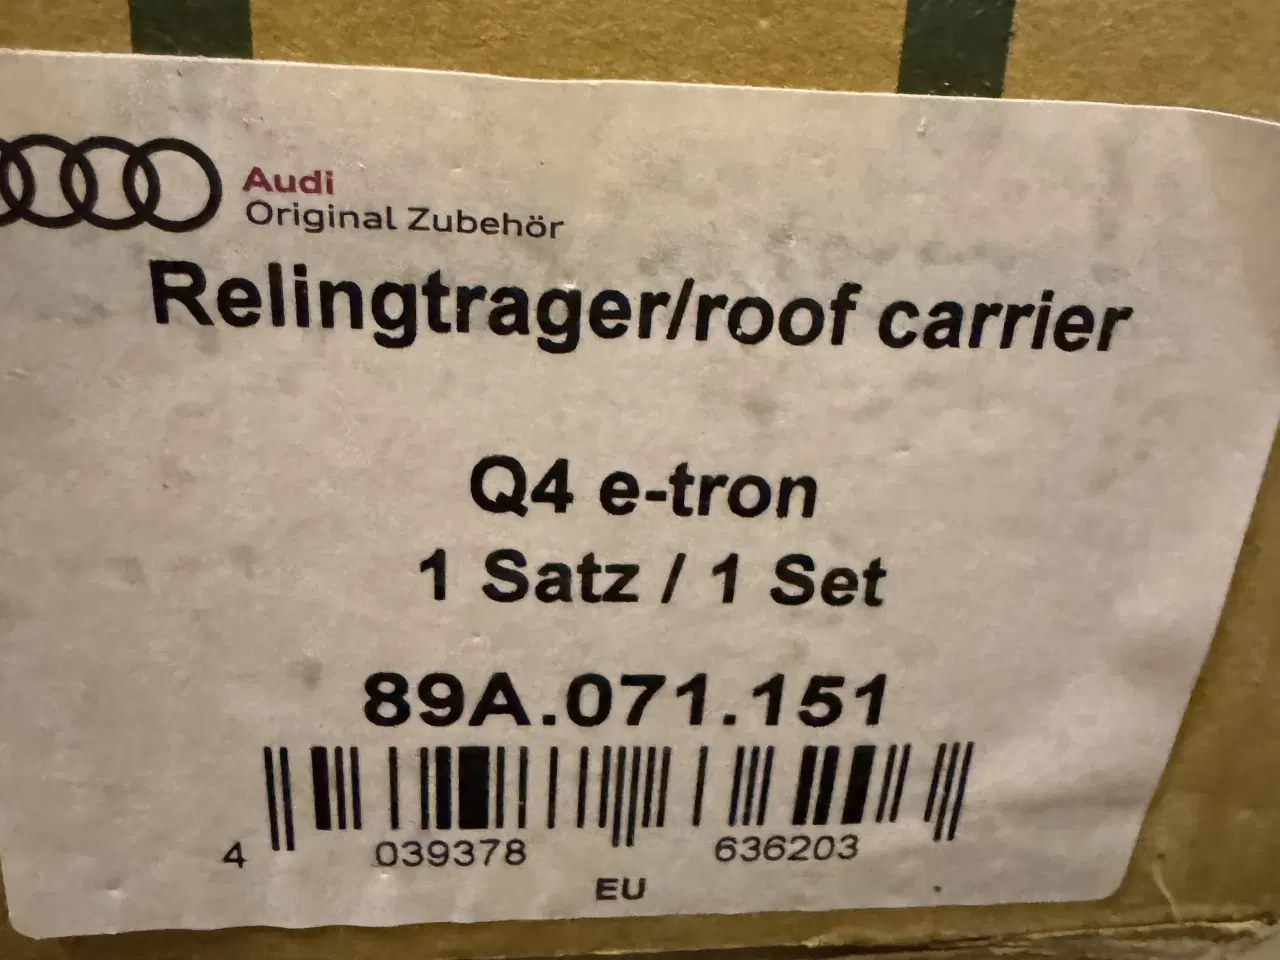 Audi
Original Zubehör
Relingtrager/roof carrier
Q4 e-tron
1 Satz / 1 Set
89A.071.151
4 039378 636203
EU